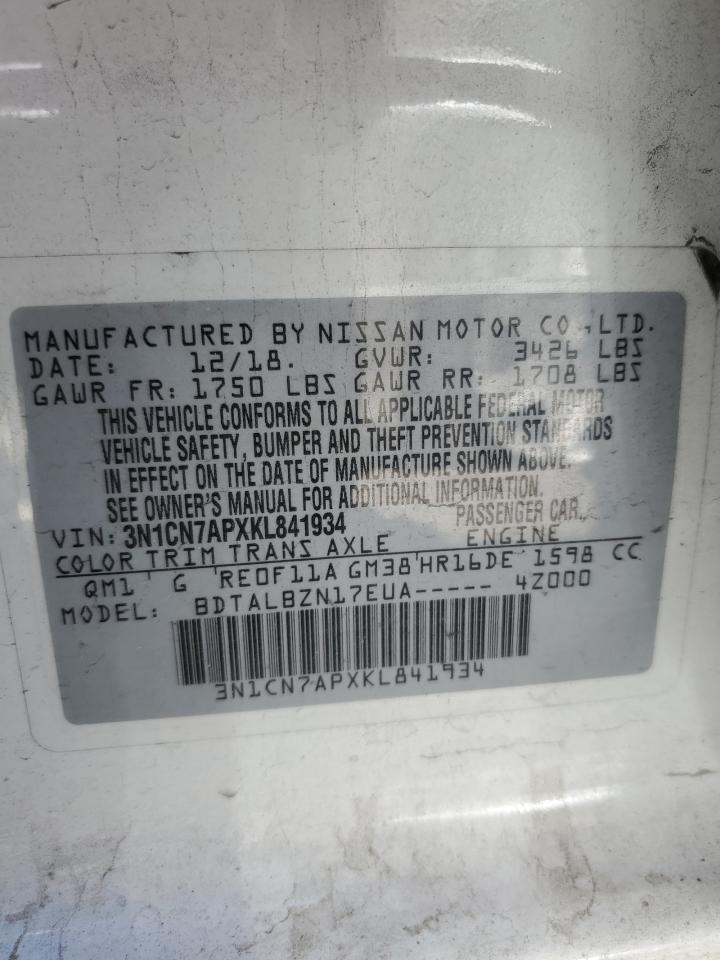 MANUFACTURED BY NISSAN MOTOR CO.,LTD.
DATE: 12/18. GVWR: 3426 LBS
GAWR FR: 1750 LBS GAWR RR: 1708 LBS
THIS VEHICLE CONFORMS TO ALL APPLICABLE FEDERAL MOTOR
VEHICLE SAFETY, BUMPER AND THEFT PREVENTION STANDARDS
IN EFFECT ON THE DATE OF MANUFACTURE SHOWN ABOVE.
SEE OWNER'S MANUAL FOR ADDITIONAL INFORMATION.
VIN: 3N1CN7APXKL841934 PASSENGER CAR.
COLOR TRIM TRANS AXLE ENGINE
QM1 G RE0F11A GM38 HR16DE 1598 CC
MODEL: BDTALBZN17EUA----- 4Z000
3N1CN7APXKL841934